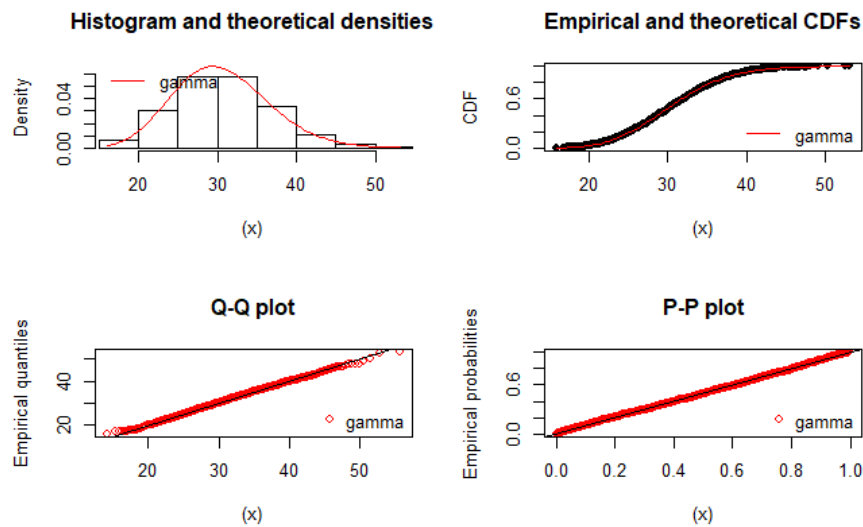 Histogram and theoretical densities
Density
0.00
0.04
gamma
20
30
40
50
(x)
Empirical and theoretical CDFs
CDF
0.0
0.6
gamma
20
30
40
50
(x)
Q-Q plot
Empirical quantiles
20
40
gamma
20
30
40
50
(x)
P-P plot
Empirical probabilities
0.0
0.6
gamma
0.0
0.2
0.4
0.6
0.8
1.0
(x)